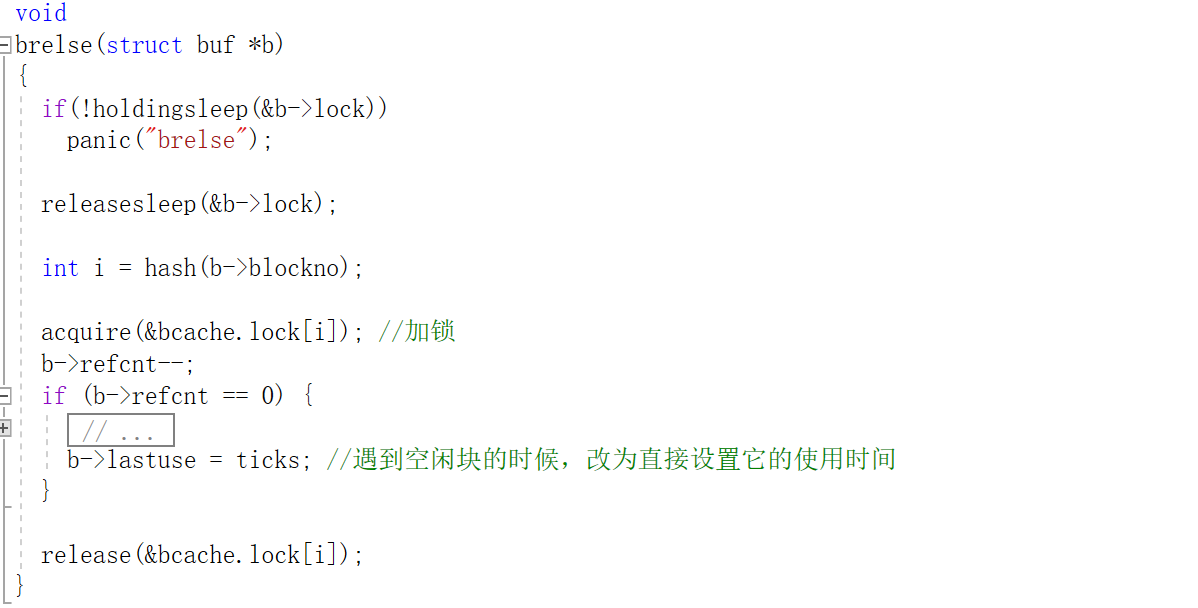 void
brelse(struct buf *b)
{
if(!holdingsleep(&b->lock))
panic("brelse");
releasesleep(&b->lock);
int i = hash(b->blockno);
acquire(&bcache.lock[i]); //加锁
b->refcnt--;
if (b->refcnt == 0) {
// ...
b->lastuse = ticks; //遇到空闲块的时候，改为直接设置它的使用时间
}
release(&bcache.lock[i]);
}